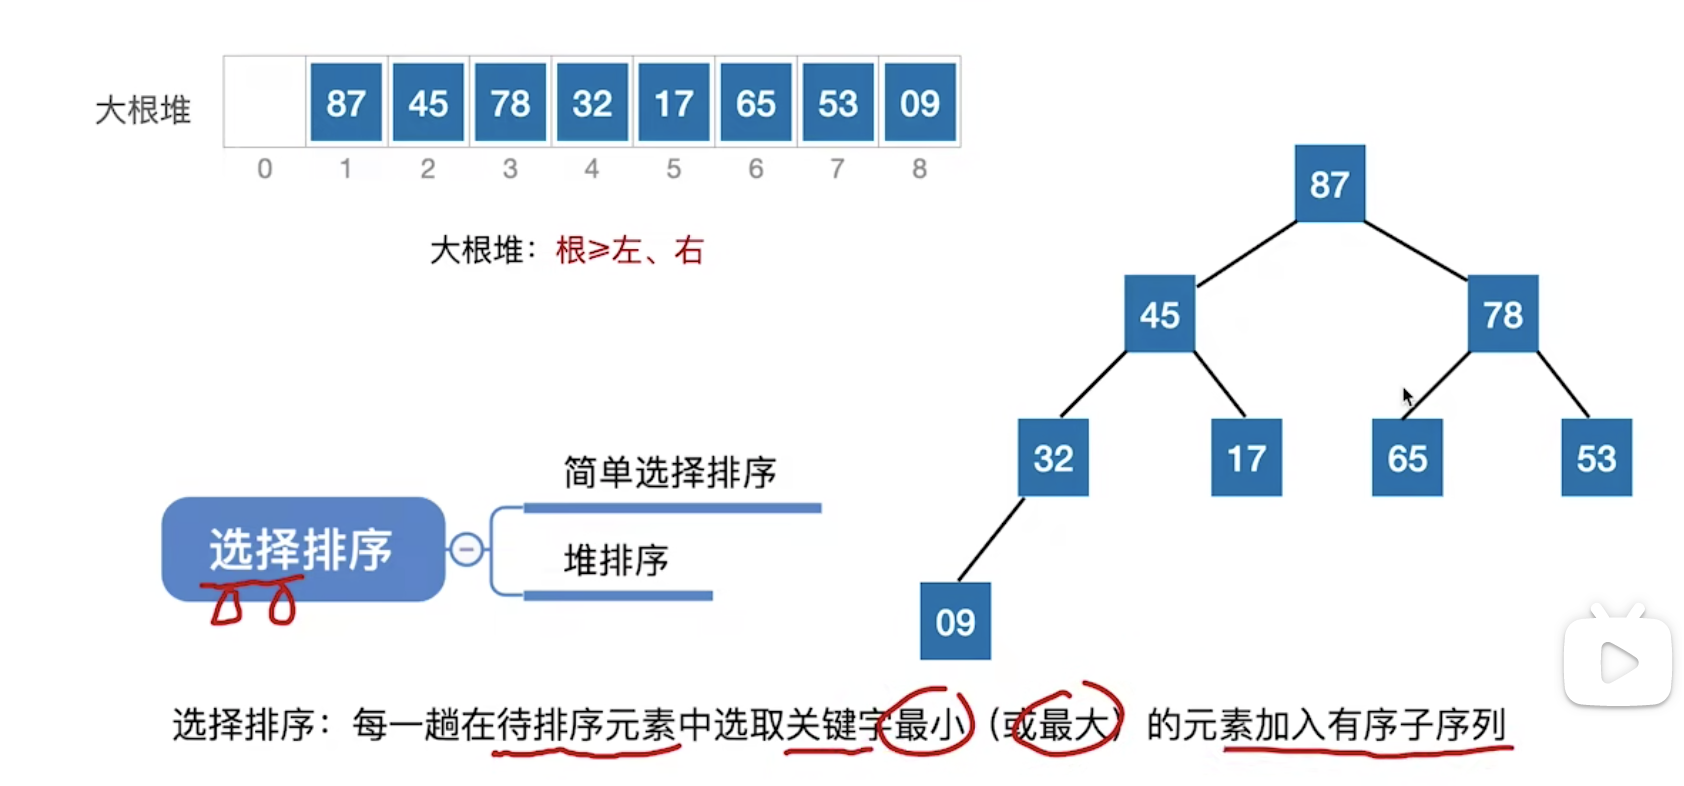 大根堆
87 45 78 32 17 65 53 09
0 1 2 3 4 5 6 7 8
大根堆：根≥左、右
87
45 78
32 17 65 53
09
简单选择排序
选择排序
堆排序
选择排序：每一趟在待排序元素中选取关键字最小（或最大）的元素加入有序子序列